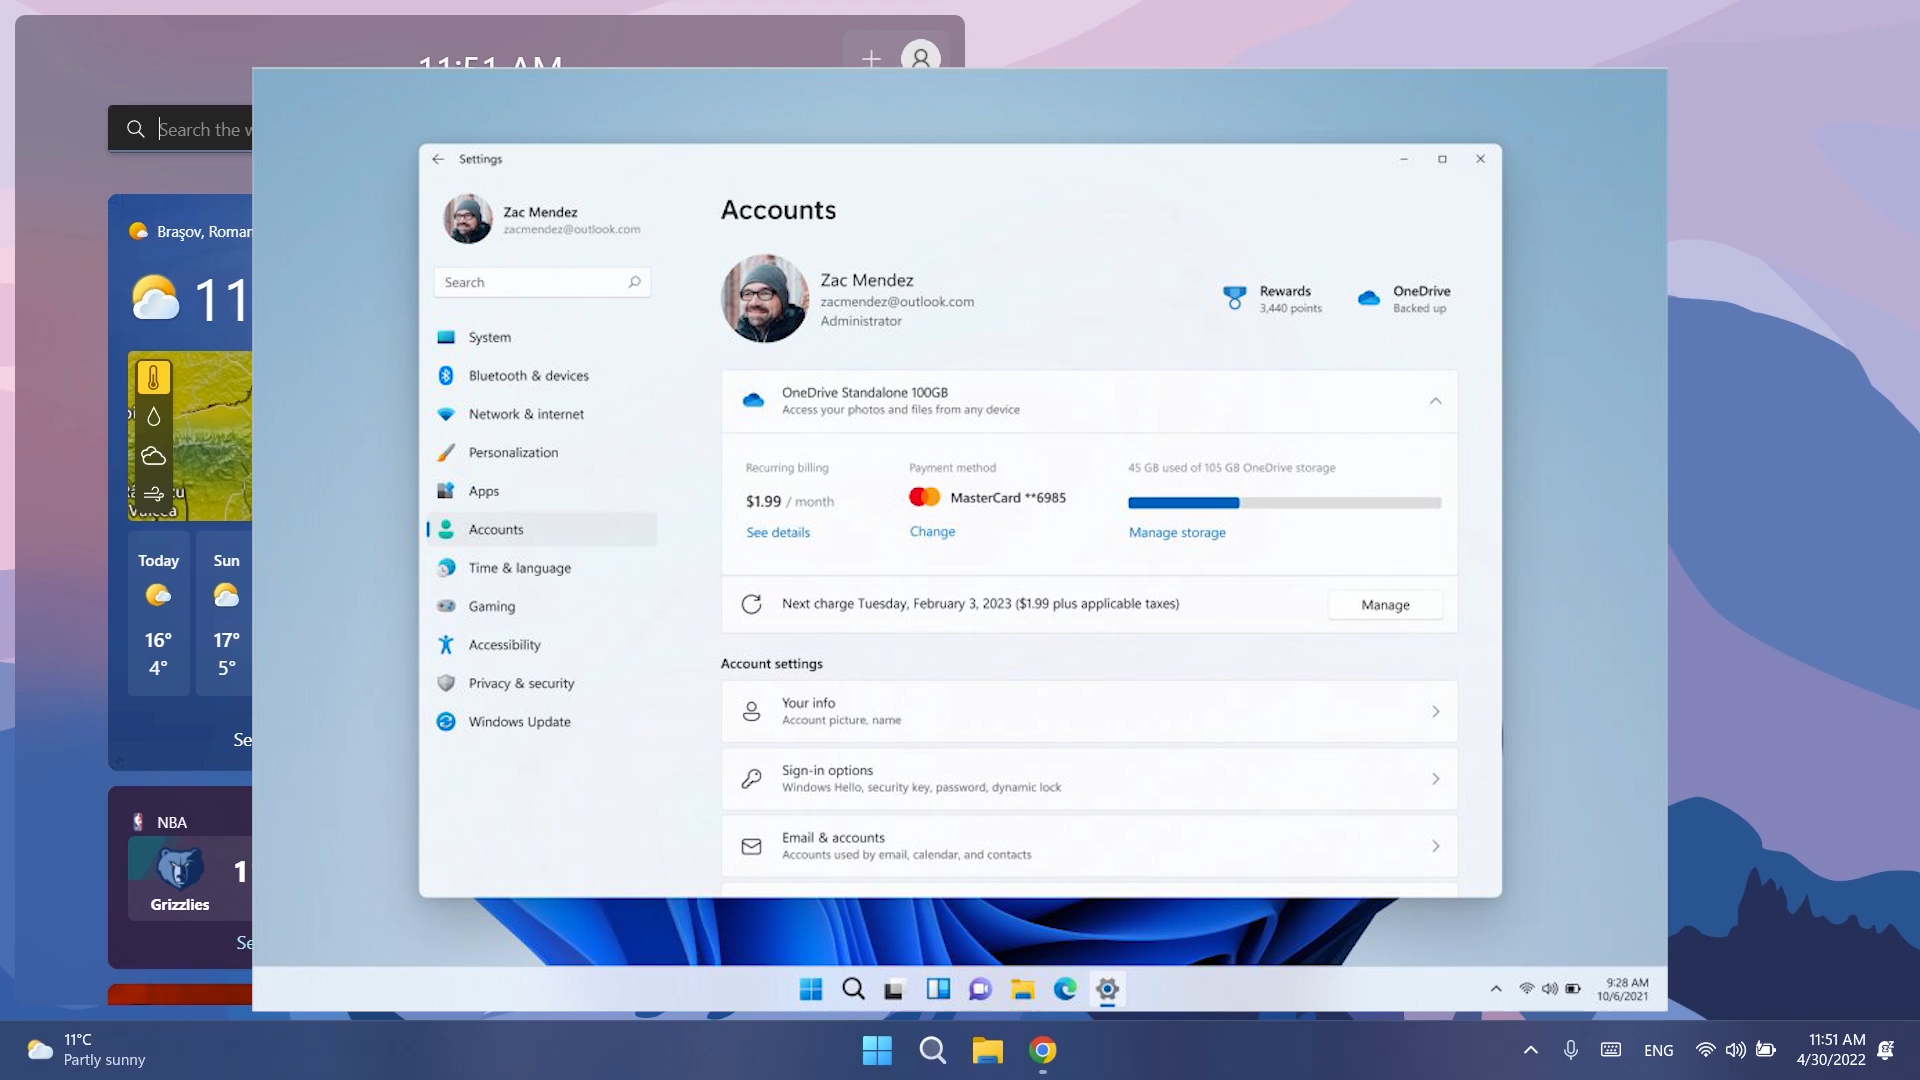 11:51 AM
Search the w
Brașov, Roman
11
Today
Sun
16°
17°
4°
5°
Se
NBA
1
Grizzlies
Se
Settings
Zac Mendez
zacmendez@outlook.com
Search
System
Bluetooth & devices
Network & internet
Personalization
Apps
Accounts
Time & language
Gaming
Accessibility
Privacy & security
Windows Update
Accounts
Zac Mendez
zacmendez@outlook.com
Administrator
Rewards
3,440 points
OneDrive
Backed up
OneDrive Standalone 100GB
Access your photos and files from any device
Recurring billing
$1.99 / month
See details
Payment method
MasterCard **6985
Change
45 GB used of 105 GB OneDrive storage
Manage storage
Next charge Tuesday, February 3, 2023 ($1.99 plus applicable taxes)
Manage
Account settings
Your info
Account picture, name
Sign-in options
Windows Hello, security key, password, dynamic lock
Email & accounts
Accounts used by email, calendar, and contacts
9:28 AM
10/6/2021
11°C
Partly sunny
ENG
11:51 AM
4/30/2022